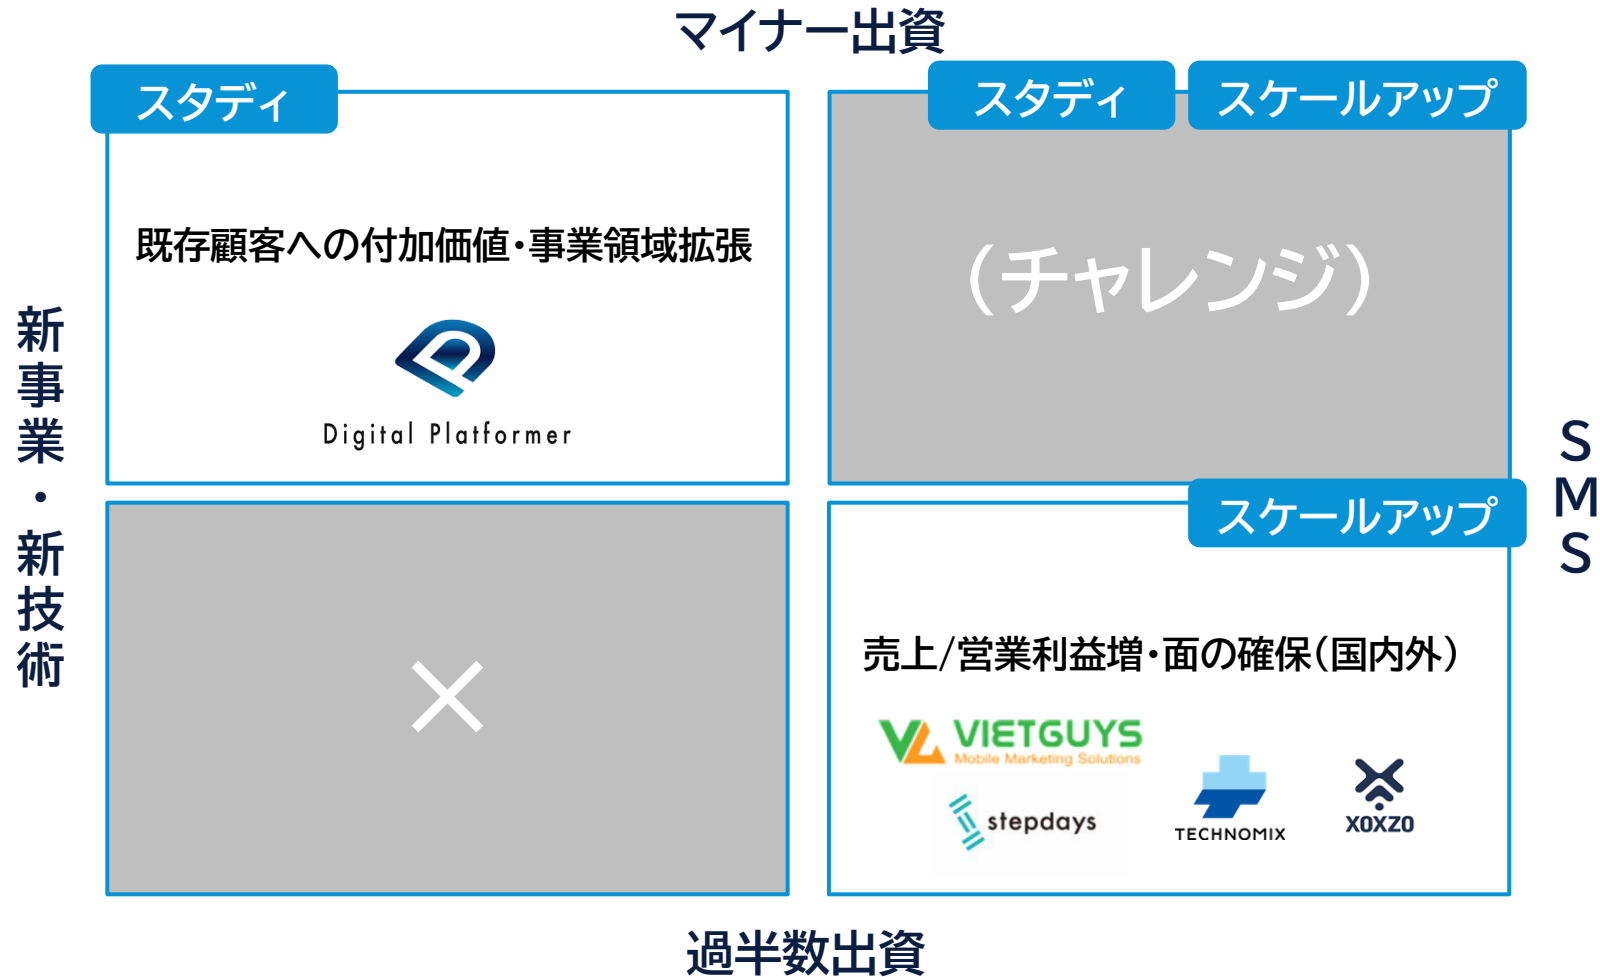 マイナー出資
スタディ
スタディ
スケールアップ
既存顧客への付加価値・事業領域拡張
(チャレンジ)
Digital Platformer
新事業・新技術
SMS
スケールアップ
×
売上/営業利益増・面の確保(国内外)
VIETGUYS
Mobile Marketing Solutions
stepdays
TECHNOMIX
XOXZO
過半数出資